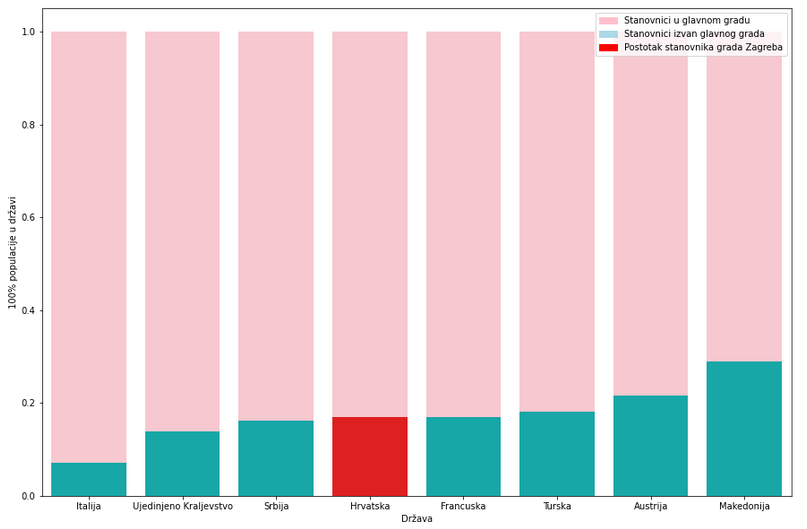 Stanovnici u glavnom gradu
Stanovnici izvan glavnog grada
Postotak stanovnika grada Zagreba
100% populacije u državi
1.0
0.8
0.6
0.4
0.2
0.0
Italija Ujedinjeno Kraljevstvo Srbija Hrvatska Francuska Turska Austrija Makedonija
Država